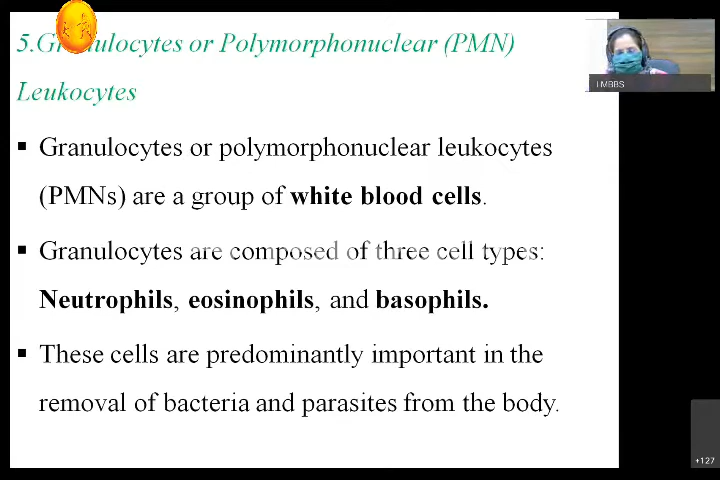 5.Granulocytes or Polymorphonuclear (PMN)
Leukocytes
▪ Granulocytes or polymorphonuclear leukocytes
(PMNs) are a group of white blood cells.
▪ Granulocytes are composed of three cell types:
Neutrophils, eosinophils, and basophils.
▪ These cells are predominantly important in the
removal of bacteria and parasites from the body.
I MBBS
+127